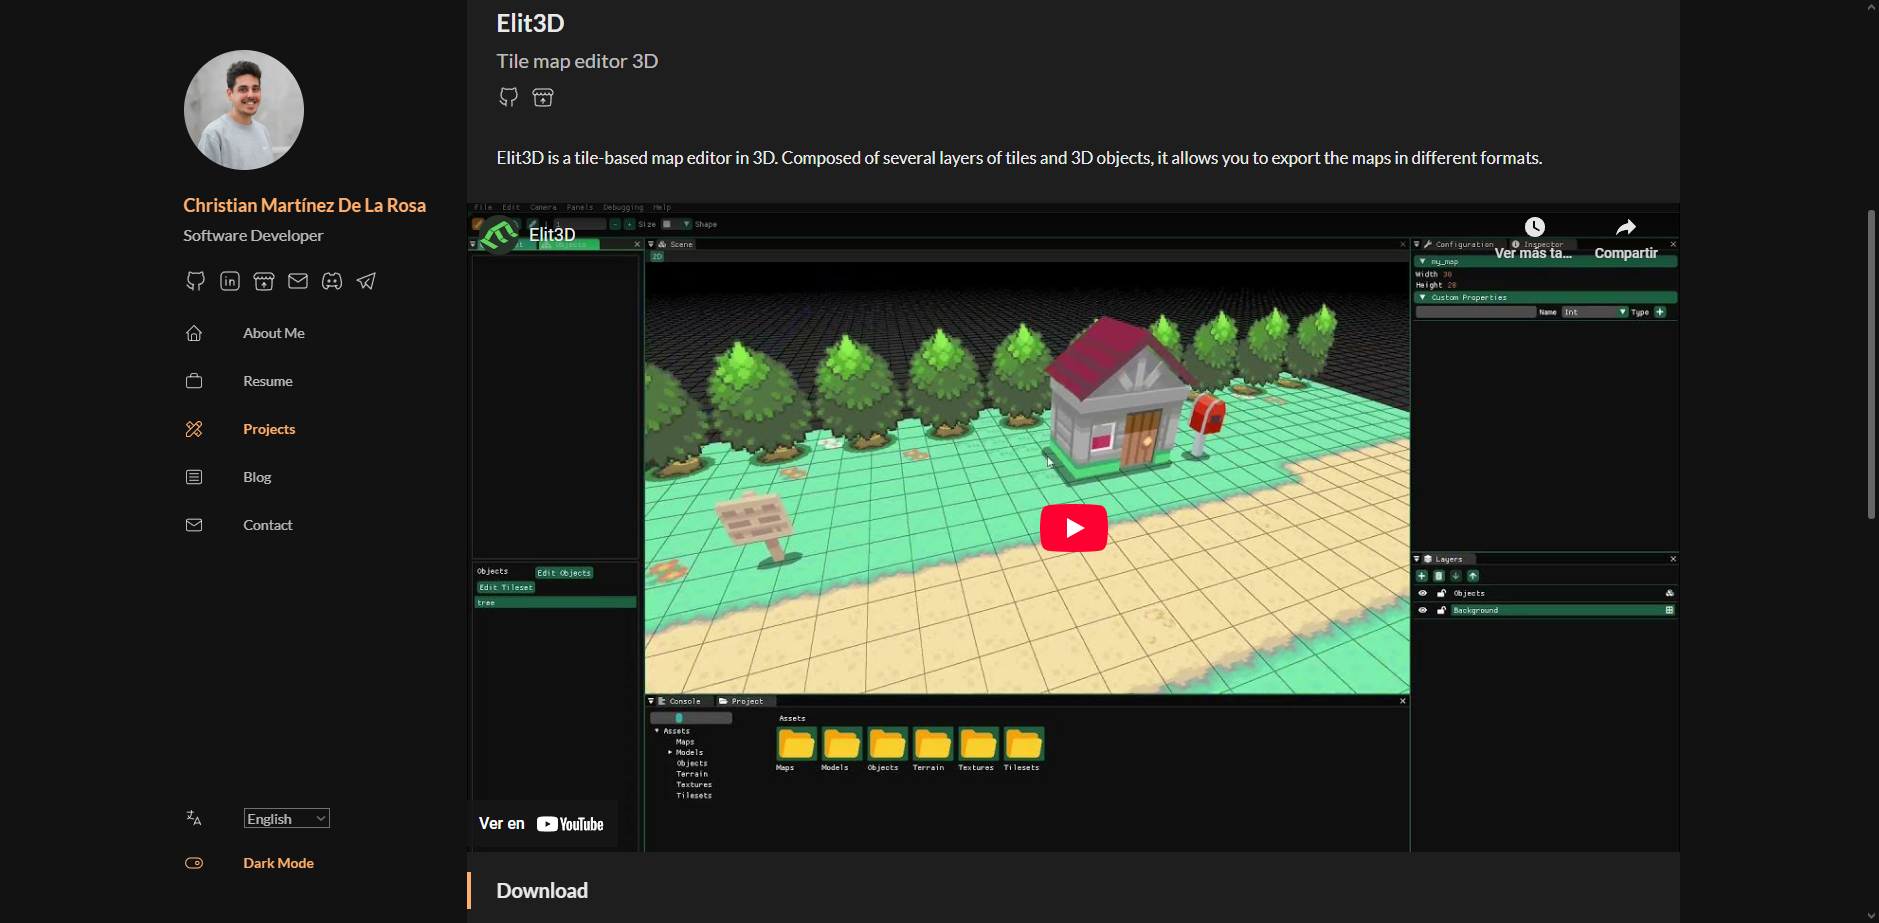 Christian Martínez De La Rosa
Software Developer
About Me
Resume
Projects
Blog
Contact
English
Dark Mode
Elit3D
Tile map editor 3D
Elit3D is a tile-based map editor in 3D. Composed of several layers of tiles and 3D objects, it allows you to export the maps in different formats.
File Edit Camera Panels Debugging Help
Size Shape
Elit3D
Ver más ta...
Compartir
Scene
2D
Configuration
Inspector
my_map
Width 30
Height 20
Custom Properties
Name Int Type
Objects
Edit Objects
Edit Tileset
tree
Layers
Objects
Background
Console
Project
Assets
Maps
Models
Objects
Terrain
Textures
Tilesets
Assets
Maps Models Objects Terrain Textures Tilesets
Ver en YouTube
Download